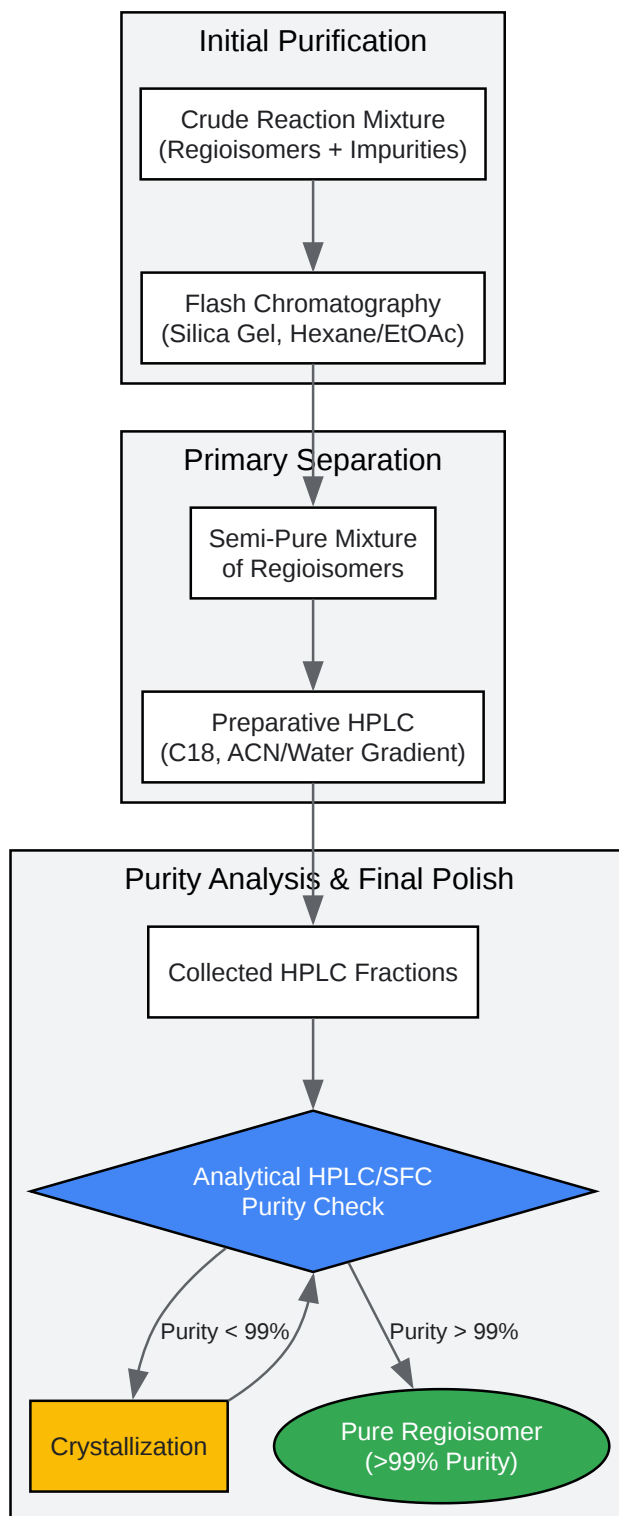 Initial Purification
Crude Reaction Mixture
(Regioisomers + Impurities)
Flash Chromatography
(Silica Gel, Hexane/EtOAc)
Primary Separation
Semi-Pure Mixture
of Regioisomers
Preparative HPLC
(C18, ACN/Water Gradient)
Purity Analysis & Final Polish
Collected HPLC Fractions
Analytical HPLC/SFC
Purity Check
Purity < 99%
Purity > 99%
Crystallization
Pure Regioisomer
(>99% Purity)